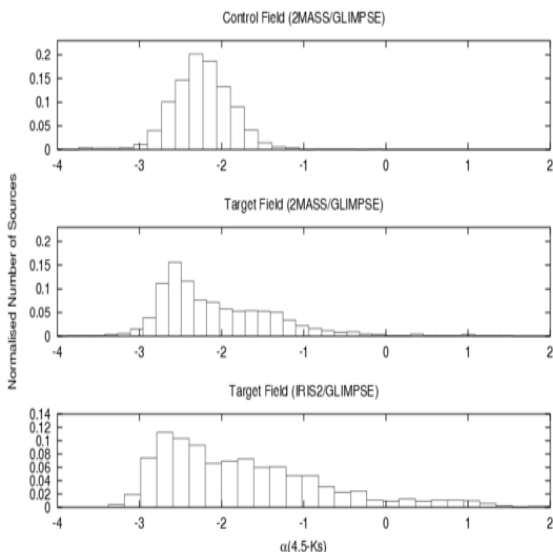 Control Field (2MASS/GLIMPSE)
0.2
0.15
0.1
0.05
0
-4 -3 -2 -1 0 1 2
Target Field (2MASS/GLIMPSE)
Normalised Number of Sources
0.2
0.15
0.1
0.05
0
-4 -3 -2 -1 0 1 2
Target Field (IRIS2/GLIMPSE)
0.14
0.12
0.1
0.08
0.06
0.04
0.02
0
-4 -3 -2 -1 0 1 2
α(4.5-Ks)